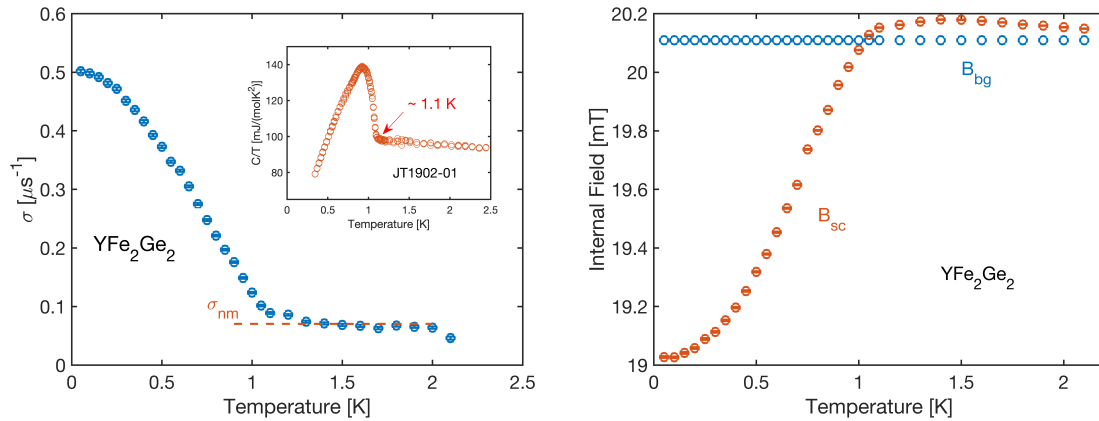 0.6
0.5
0.4
0.3
0.2
0.1
0
σ [μs⁻¹]
0 0.5 1 1.5 2 2.5
Temperature [K]
YFe₂Ge₂
σₙₘ
140
120
100
80
C/T [mJ/(molK²)]
~ 1.1 K
JT1902-01
0 0.5 1 1.5 2 2.5
Temperature [K]
20.2
20
19.8
19.6
19.4
19.2
19
Internal Field [mT]
B_bg
B_sc
YFe₂Ge₂
0 0.5 1 1.5 2
Temperature [K]